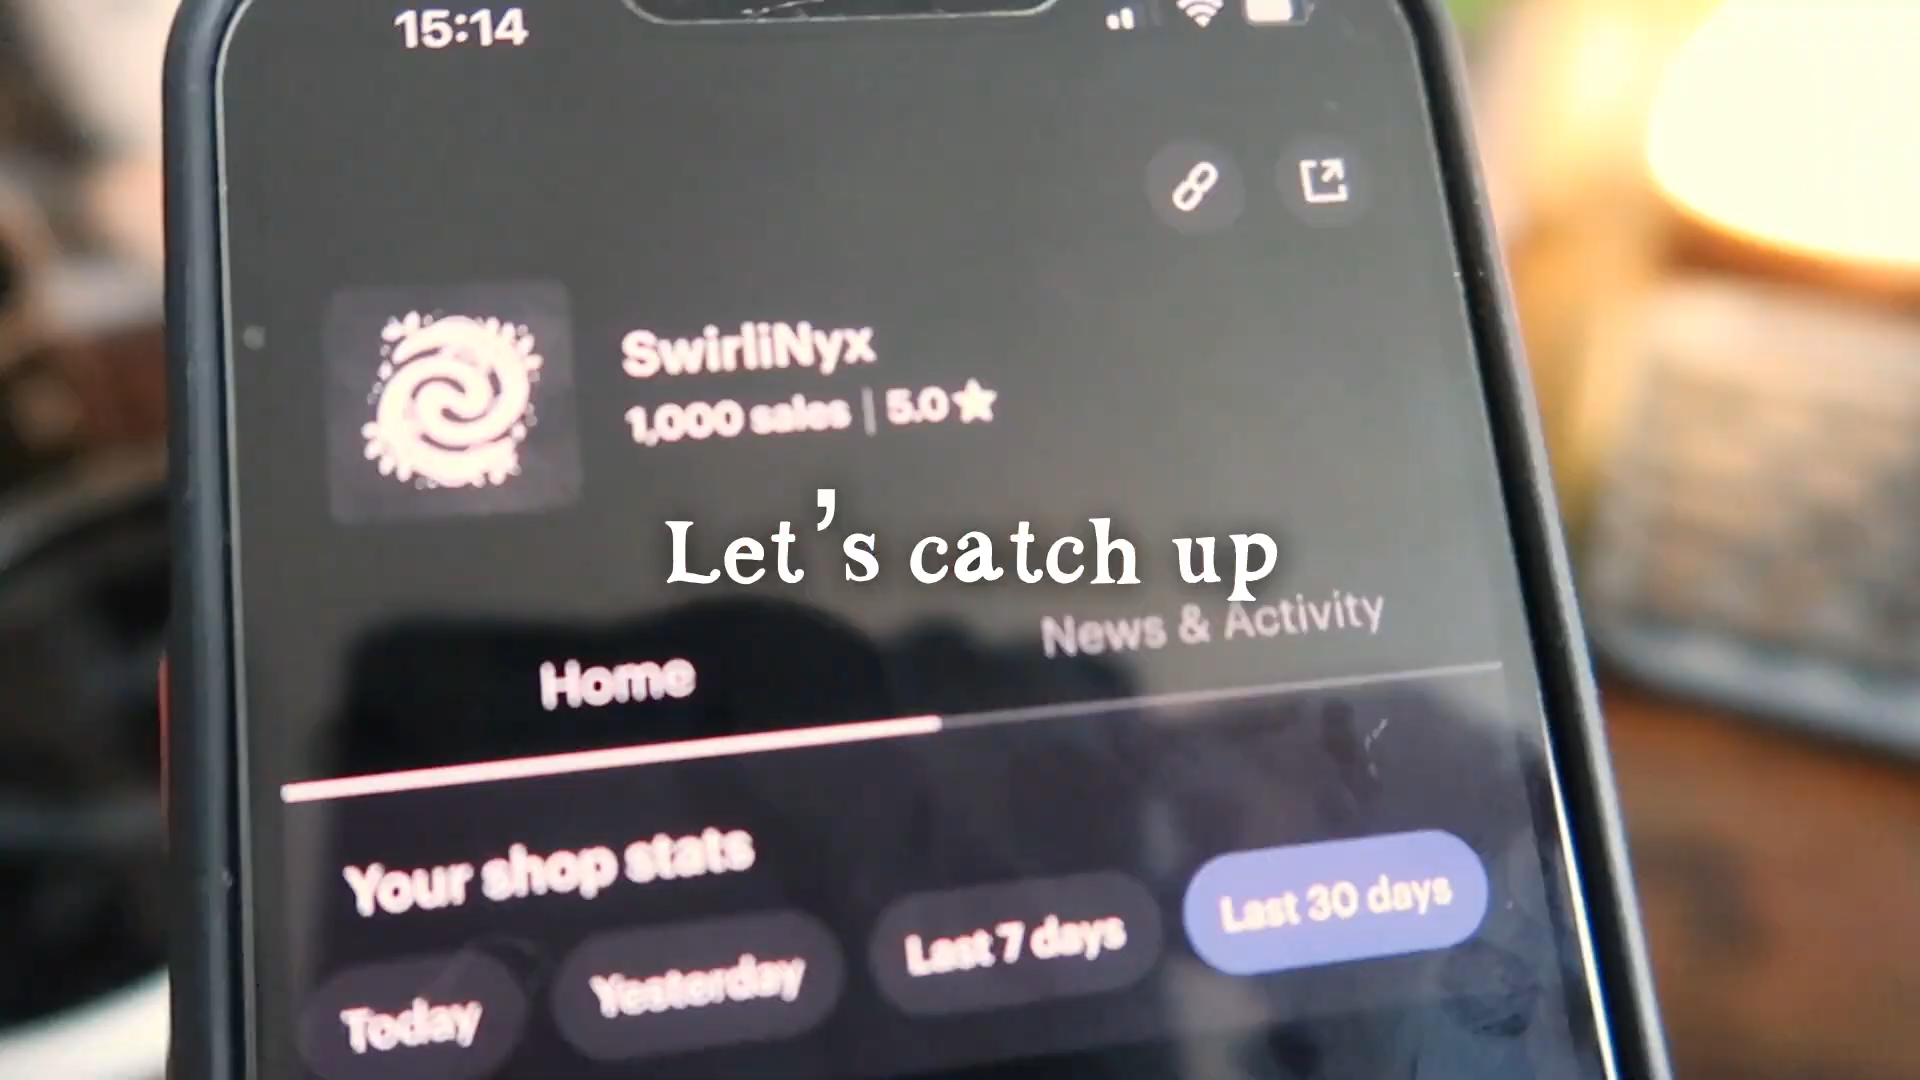 15:14
SwirliNyx
1,000 sales | 5.0★
Let's catch up
Home
News & Activity
Your shop stats
Today
Yesterday
Last 7 days
Last 30 days